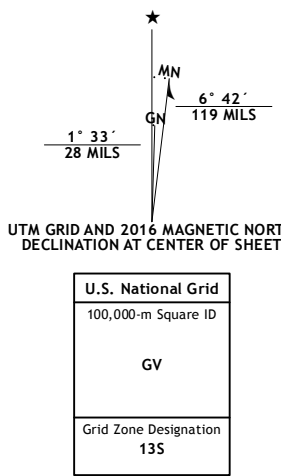 ★
MN
GN
6° 42´
119 MILS
1° 33´
28 MILS
UTM GRID AND 2016 MAGNETIC NORT
DECLINATION AT CENTER OF SHEET
U.S. National Grid
100,000-m Square ID
GV
Grid Zone Designation
13S